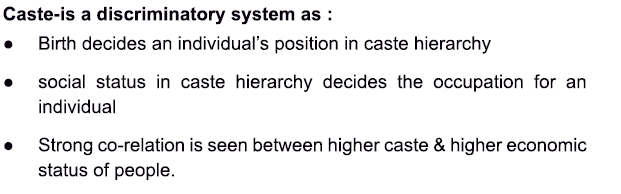 Caste-is a discriminatory system as :
● Birth decides an individual's position in caste hierarchy
● social status in caste hierarchy decides the occupation for an
individual
● Strong co-relation is seen between higher caste & higher economic
status of people.